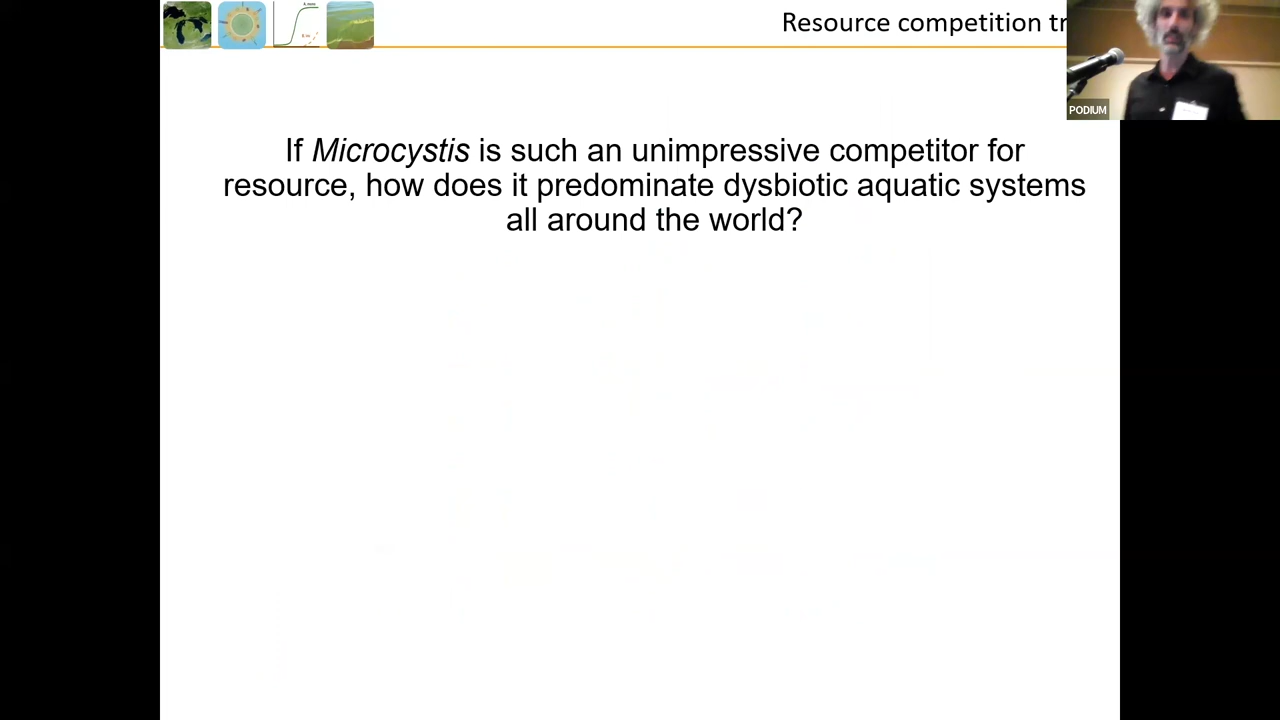 Resource competition tr
PODIUM
If Microcystis is such an unimpressive competitor for
resource, how does it predominate dysbiotic aquatic systems
all around the world?